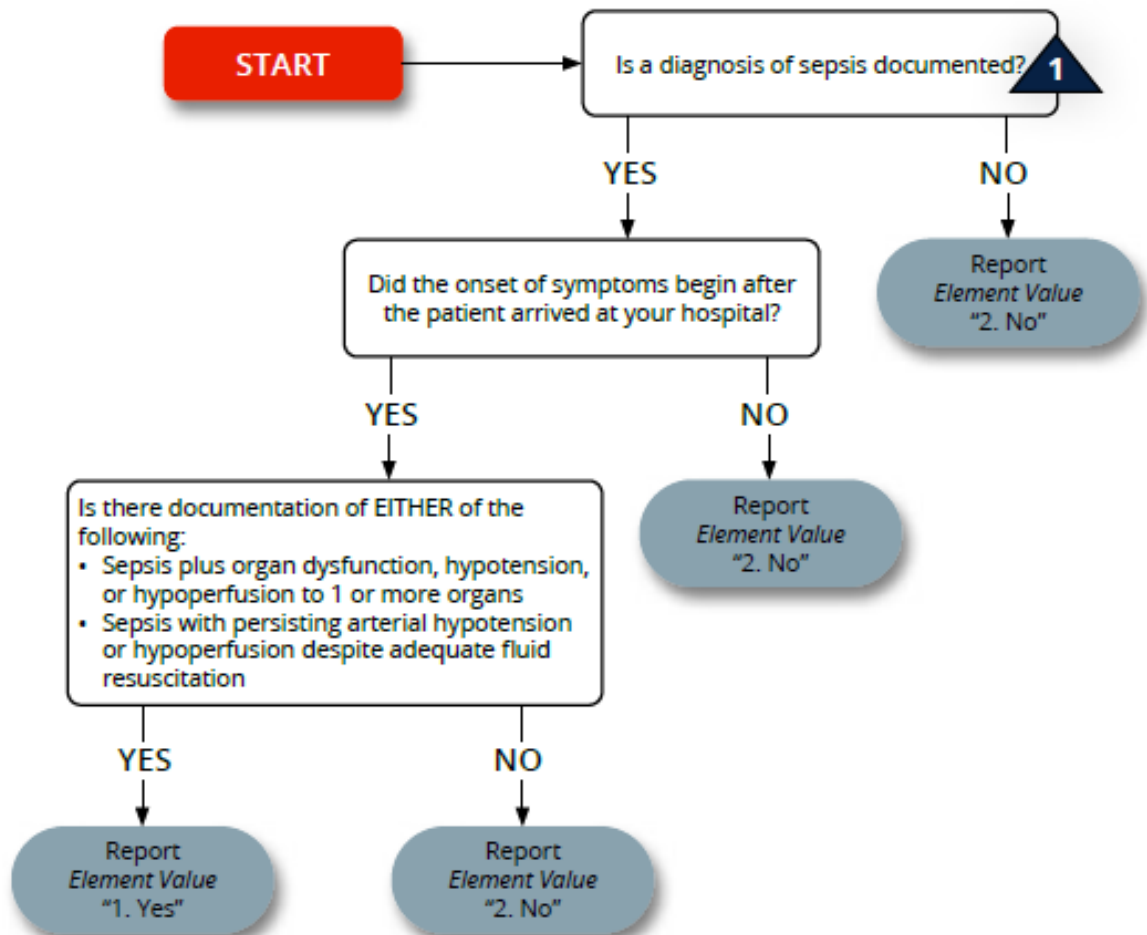 START
Is a diagnosis of sepsis documented?
1
YES
NO
Report
Element Value
“2. No”
Did the onset of symptoms begin after
the patient arrived at your hospital?
YES
NO
Report
Element Value
“2. No”
Is there documentation of EITHER of the
following:
• Sepsis plus organ dysfunction, hypotension,
or hypoperfusion to 1 or more organs
• Sepsis with persisting arterial hypotension
or hypoperfusion despite adequate fluid
resuscitation
YES
NO
Report
Element Value
“1. Yes”
Report
Element Value
“2. No”